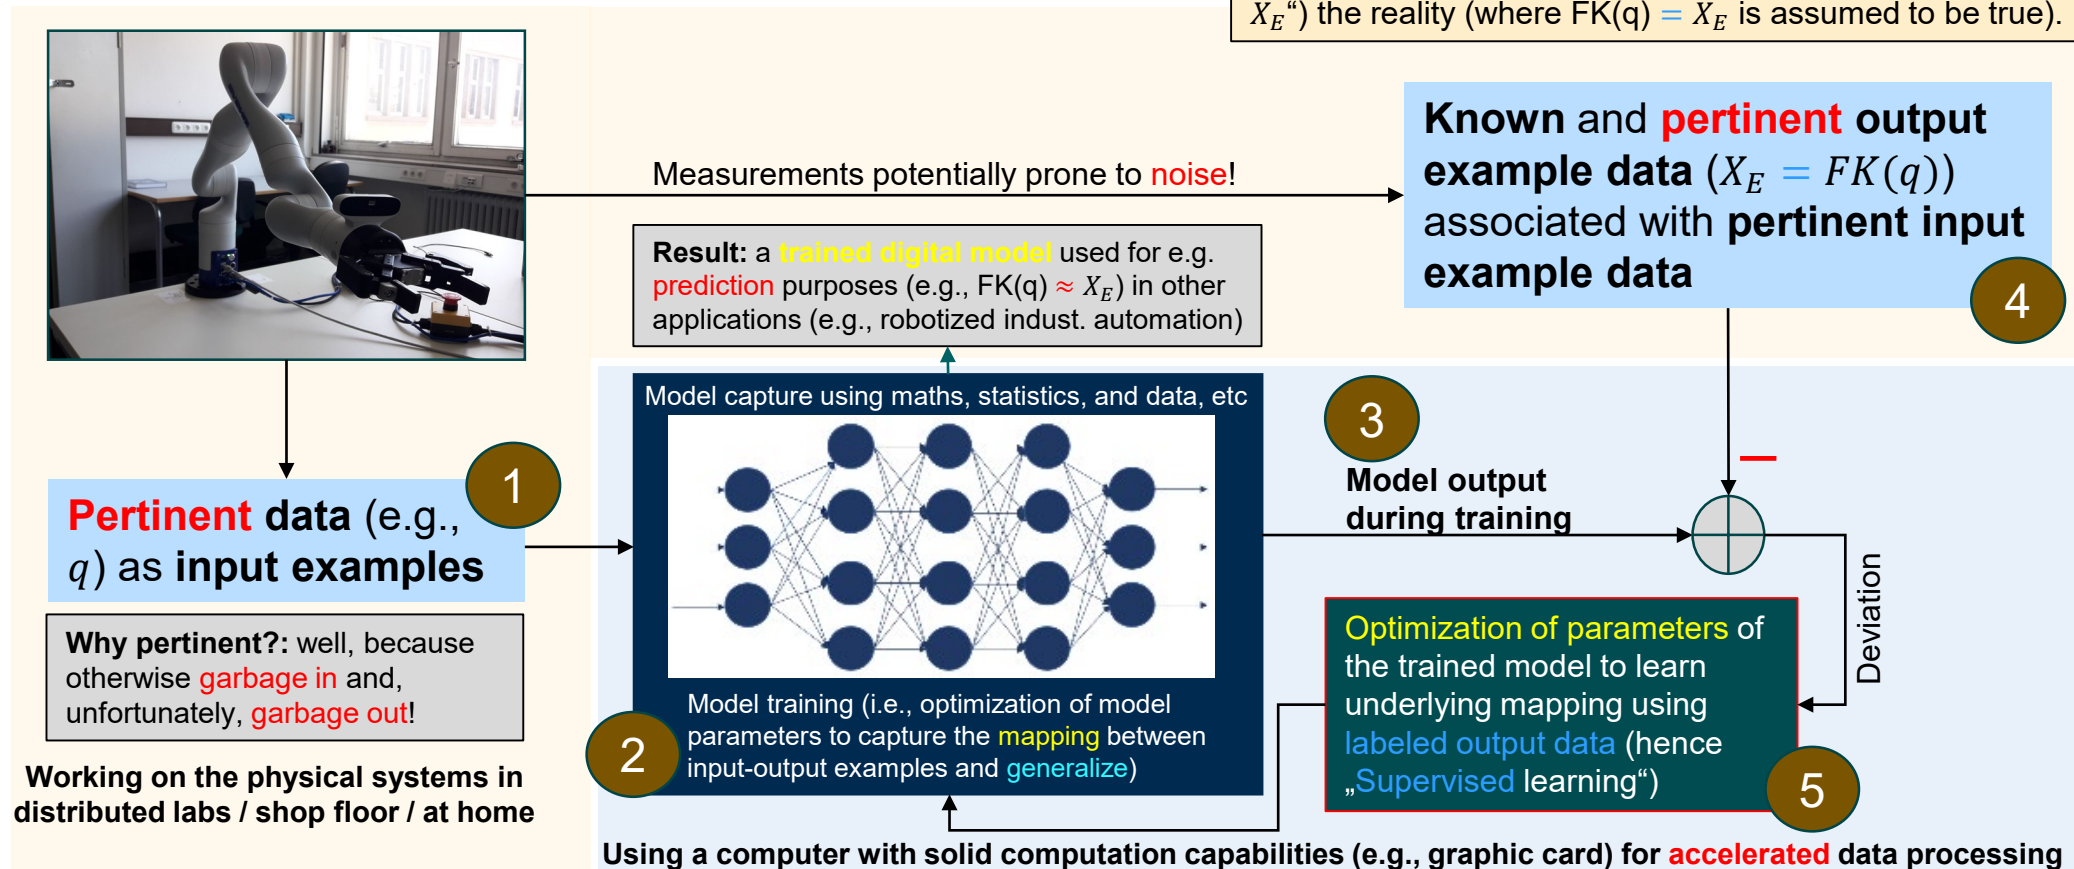 X_E“) the reality (where FK(q) = X_E is assumed to be true).
Known and pertinent output
example data (X_E = FK(q))
associated with pertinent input
example data
4
Measurements potentially prone to noise!
Result: a trained digital model used for e.g.
prediction purposes (e.g., FK(q) ≈ X_E) in other
applications (e.g., robotized indust. automation)
Model capture using maths, statistics, and data, etc
3
Model output
during training
1
Pertinent data (e.g.,
q) as input examples
Why pertinent?: well, because
otherwise garbage in and,
unfortunately, garbage out!
Working on the physical systems in
distributed labs / shop floor / at home
2
Model training (i.e., optimization of model
parameters to capture the mapping between
input-output examples and generalize)
–
Deviation
Optimization of parameters of
the trained model to learn
underlying mapping using
labeled output data (hence
„Supervised learning“)
5
Using a computer with solid computation capabilities (e.g., graphic card) for accelerated data processing